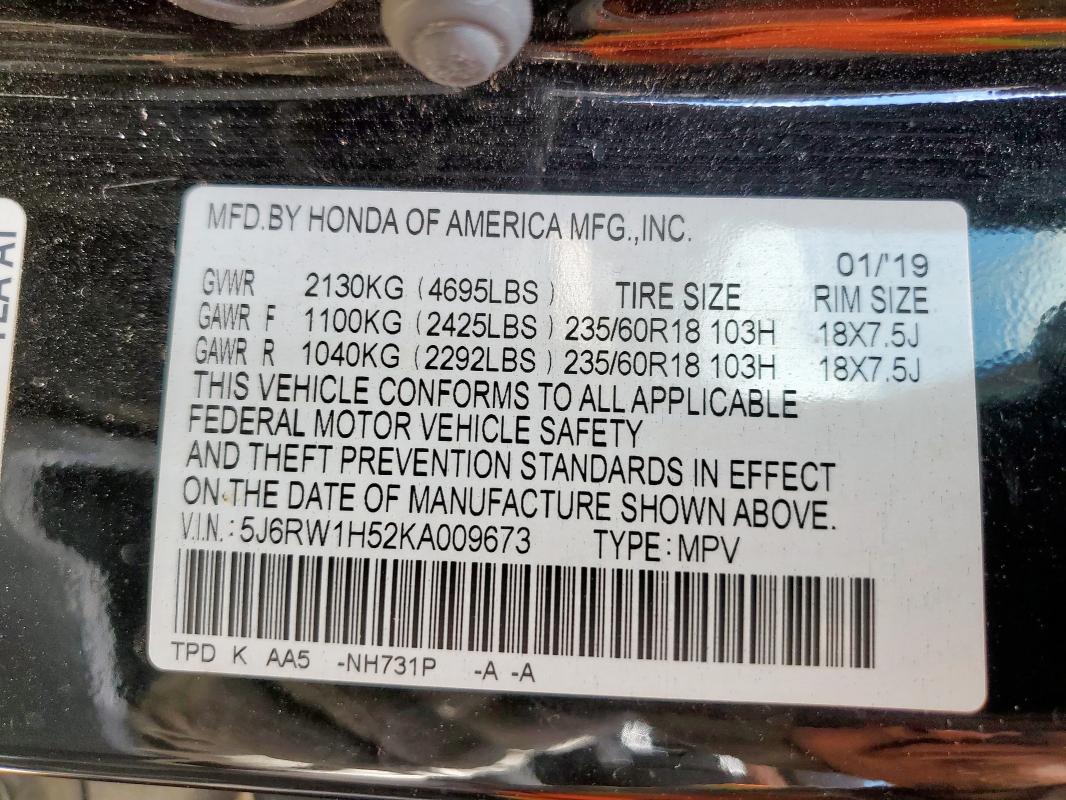 MFD.BY HONDA OF AMERICA MFG.,INC.
01/'19
GVWR 2130KG (4695LBS ) TIRE SIZE RIM SIZE
GAWR F 1100KG (2425LBS ) 235/60R18 103H 18X7.5J
GAWR R 1040KG (2292LBS ) 235/60R18 103H 18X7.5J
THIS VEHICLE CONFORMS TO ALL APPLICABLE
FEDERAL MOTOR VEHICLE SAFETY
AND THEFT PREVENTION STANDARDS IN EFFECT
ON THE DATE OF MANUFACTURE SHOWN ABOVE.
V.I.N.: 5J6RW1H52KA009673 TYPE: MPV
TPD K AA5 -NH731P -A -A